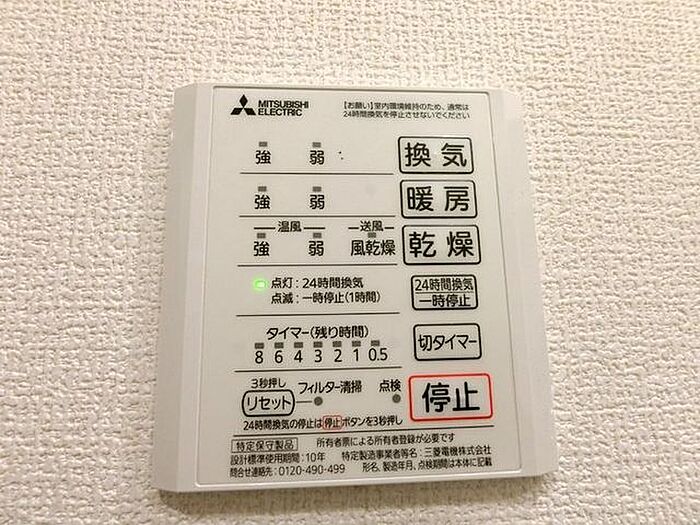 MITSUBISHI
ELECTRIC
【お願い】室内環境維持のため、通常は
24時間換気を停止させないでください
強 弱 換気
強 弱 暖房
温風 送風
強 弱 風乾燥 乾燥
点灯：24時間換気
点滅：一時停止(1時間)
24時間換気
一時停止
タイマー(残り時間)
8 6 4 3 2 1 0.5
切タイマー
3秒押し
リセット フィルター清掃 点検
停止
24時間換気の停止は停止ボタンを3秒押し
特定保守製品 所有者票による所有者登録が必要です
設計標準使用期間：10年 特定製造事業者等名：三菱電機株式会社
問合せ連絡先：0120-490-499 形名、製造年月、点検期間は本体に記載